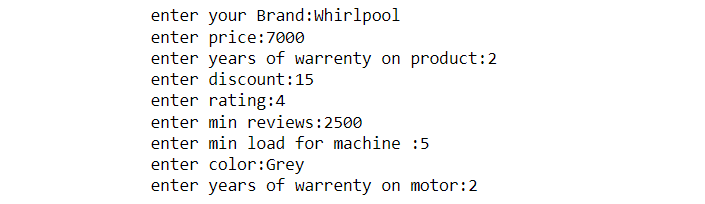 enter your Brand:Whirlpool
enter price:7000
enter years of warrenty on product:2
enter discount:15
enter rating:4
enter min reviews:2500
enter min load for machine :5
enter color:Grey
enter years of warrenty on motor:2